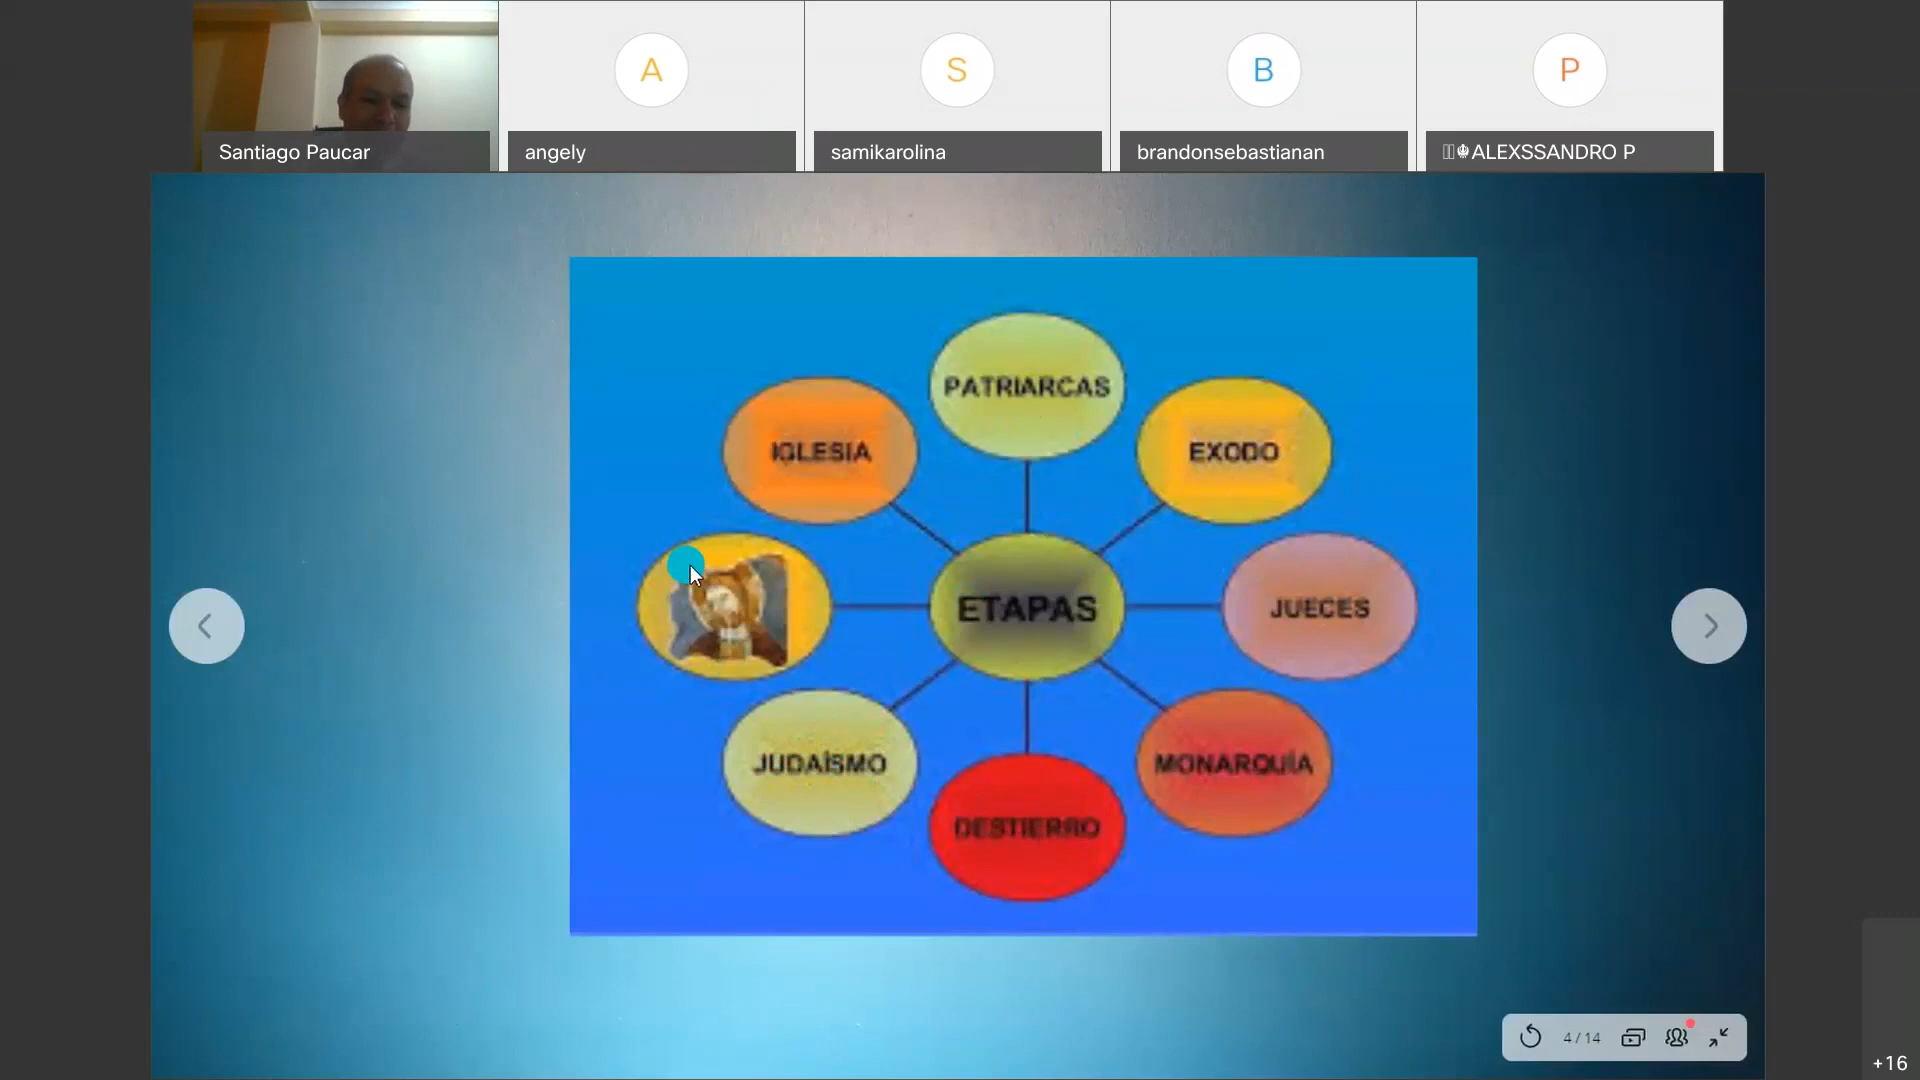 A
S
B
P
Santiago Paucar
angely
samikarolina
brandonsebastianan
ALEXSSANDRO P
PATRIARCAS
IGLESIA
EXODO
ETAPAS
JUECES
JUDAÍSMO
MONARQUÍA
DESTIERRO
4 / 14
+16